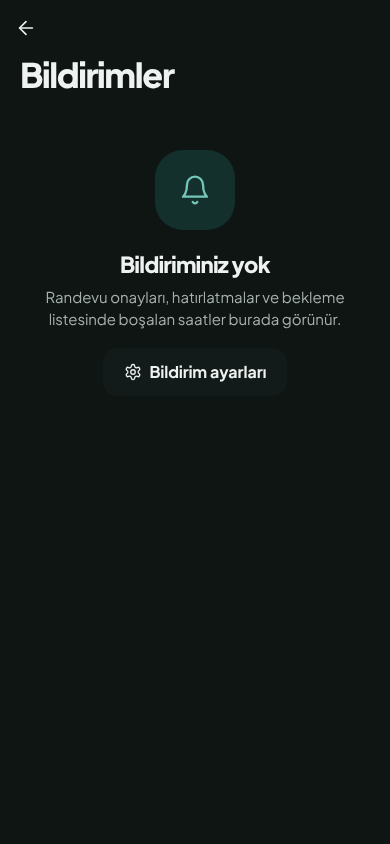 Bildirimler
Bildiriminiz yok
Randevu onayları, hatırlatmalar ve bekleme
listesinde boşalan saatler burada görünür.
Bildirim ayarları